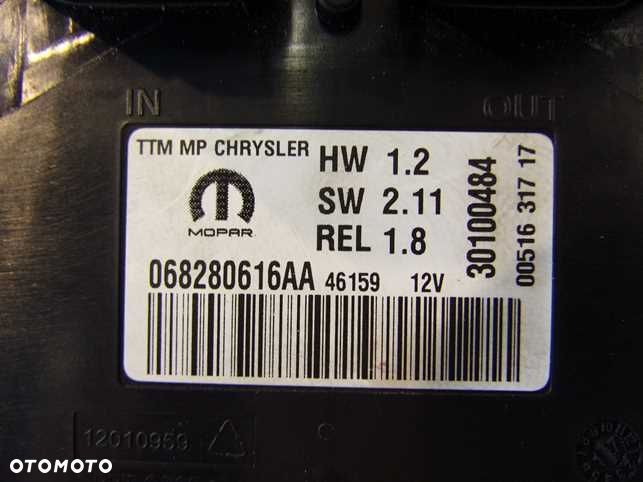 IN OUT
TTM MP CHRYSLER
HW 1.2
SW 2.11
REL 1.8
MOPAR
068280616AA 46159 12V
30100484
00516 317 17
12010959
OTOMOTO